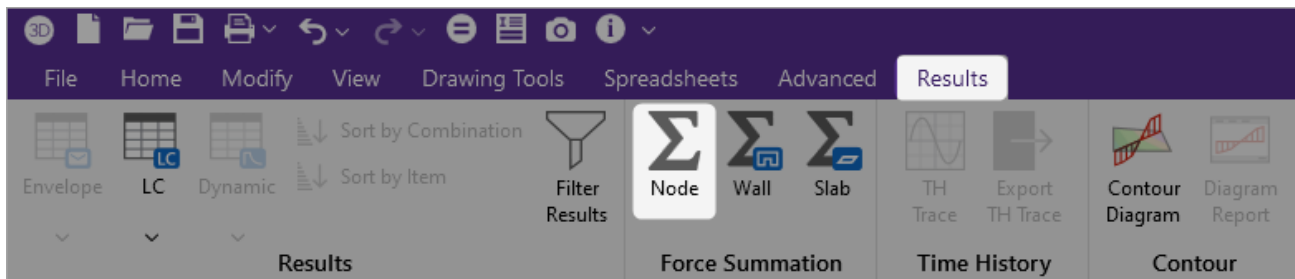 3D
File Home Modify View Drawing Tools Spreadsheets Advanced Results
LC
Sort by Combination
Sort by Item
Envelope LC Dynamic
Filter Results
Node Wall Slab
TH Trace
Export TH Trace
Contour Diagram
Diagram Report
Results Force Summation Time History Contour